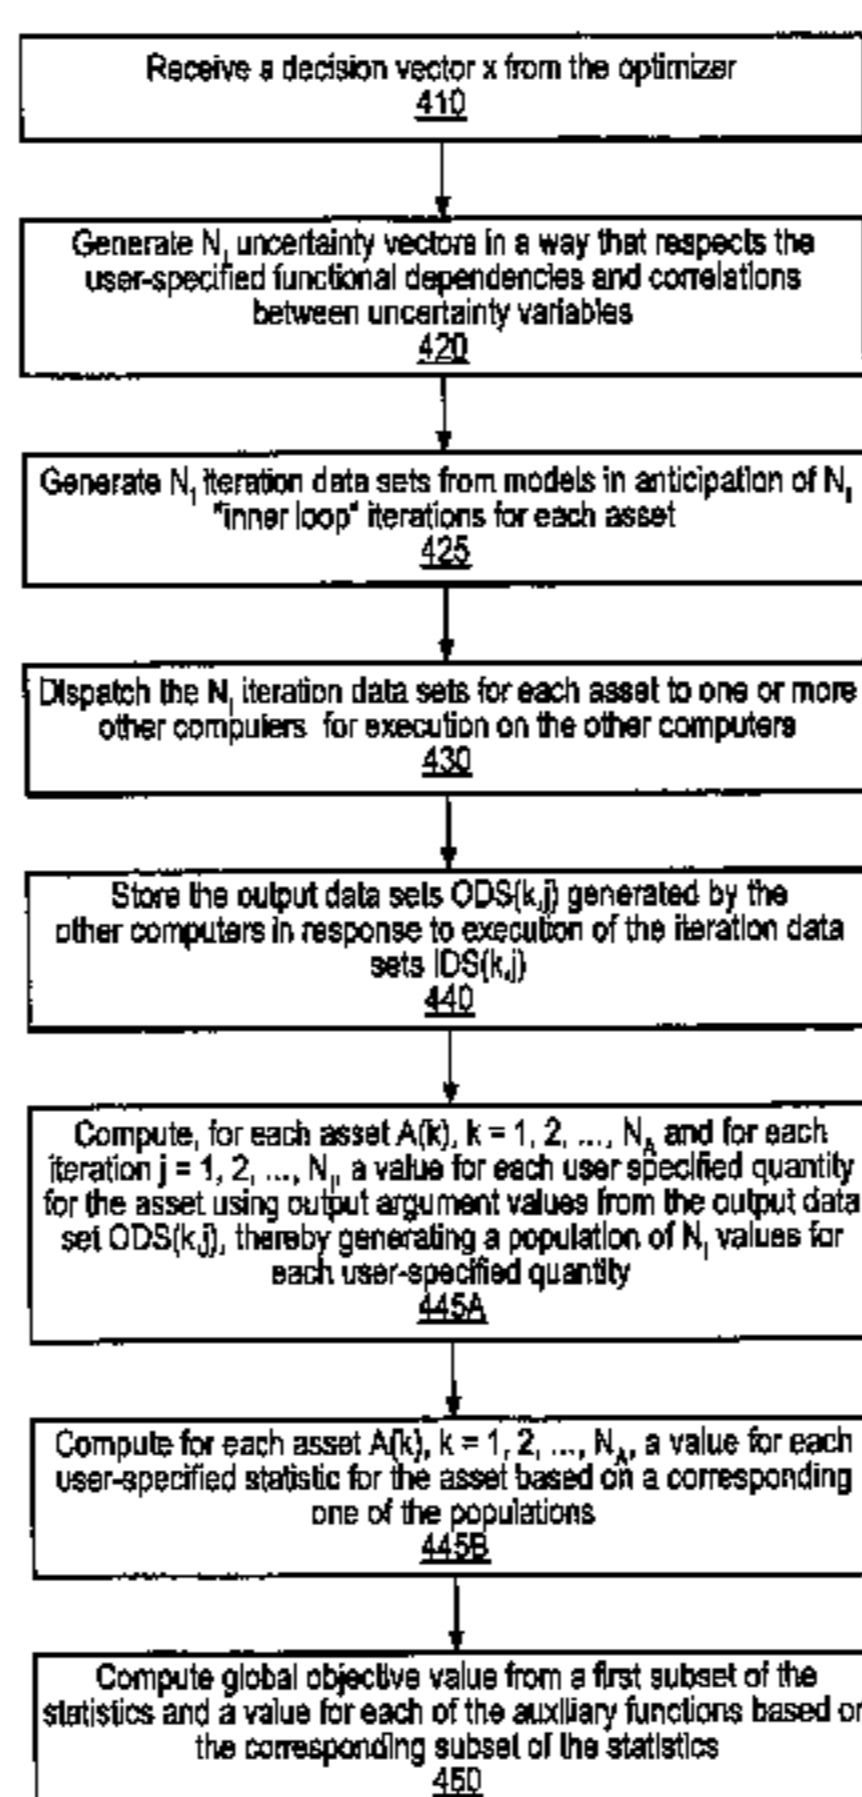 Receive a decision vector x from the optimizer
410
Generate N_I uncertainty vectors in a way that respects the
user-specified functional dependencies and correlations
between uncertainty variables
420
Generate N_I iteration data sets from models in anticipation of N_I
"inner loop" iterations for each asset
425
Dispatch the N_I iteration data sets for each asset to one or more
other computers for execution on the other computers
430
Store the output data sets ODS(k,j) generated by the
other computers in response to execution of the iteration data
sets IDS(k,j)
440
Compute, for each asset A(k), k = 1, 2, ..., N_A and for each
iteration j = 1, 2, ..., N_I, a value for each user specified quantity
for the asset using output argument values from the output data
set ODS(k,j), thereby generating a population of N_I values for
each user-specified quantity
445A
Compute for each asset A(k), k = 1, 2, ..., N_A, a value for each
user-specified statistic for the asset based on a corresponding
one of the populations
445B
Compute global objective value from a first subset of the
statistics and a value for each of the auxiliary functions based on
the corresponding subset of the statistics
450